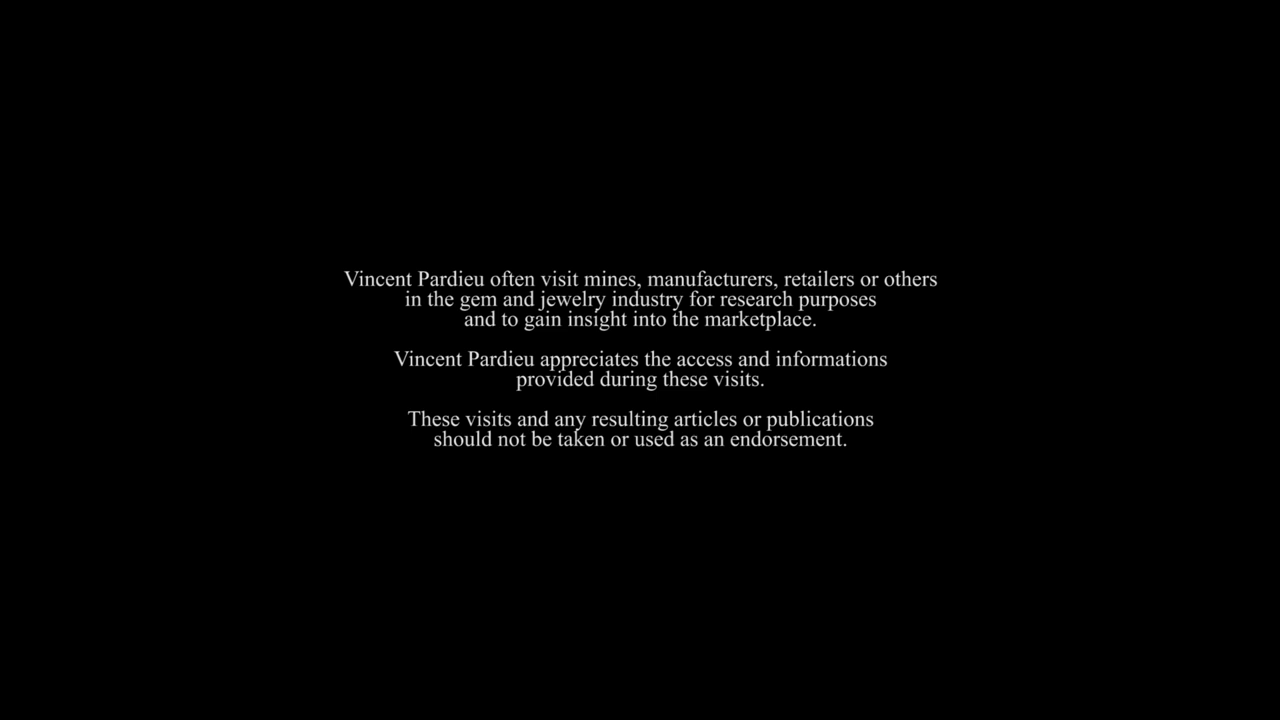 Vincent Pardieu often visit mines, manufacturers, retailers or others
in the gem and jewelry industry for research purposes
and to gain insight into the marketplace.
Vincent Pardieu appreciates the access and informations
provided during these visits.
These visits and any resulting articles or publications
should not be taken or used as an endorsement.